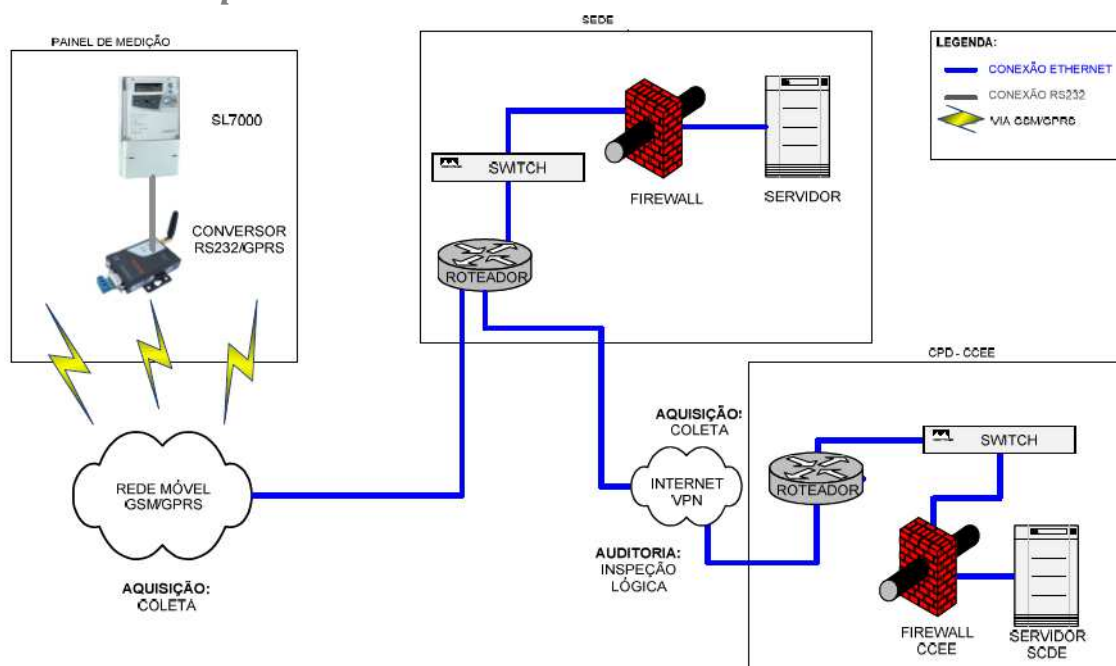 PAINEL DE MEDIÇÃO
SL7000
CONVERSOR
RS232/GPRS
REDE MÓVEL
GSM/GPRS
AQUISIÇÃO:
COLETA
SEDE
SWITCH
FIREWALL
SERVIDOR
ROTEADOR
LEGENDA:
CONEXÃO ETHERNET
CONEXÃO RS232
VIA GSM/GPRS
AQUISIÇÃO:
COLETA
INTERNET
VPN
AUDITORIA:
INSPEÇÃO
LÓGICA
CPD - CCEE
SWITCH
ROTEADOR
FIREWALL
CCEE
SERVIDOR
SCDE